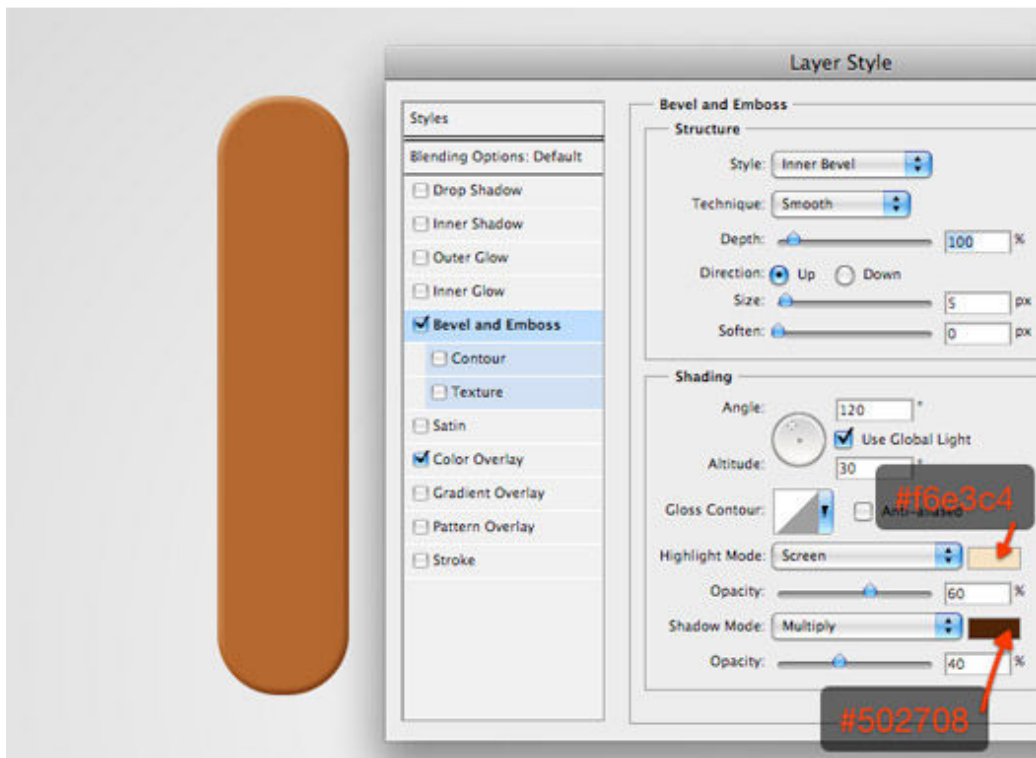 Layer Style
Styles
Blending Options: Default
Drop Shadow
Inner Shadow
Outer Glow
Inner Glow
Bevel and Emboss
Contour
Texture
Satin
Color Overlay
Gradient Overlay
Pattern Overlay
Stroke
Bevel and Emboss
Structure
Style: Inner Bevel
Technique: Smooth
Depth: 100 %
Direction: Up Down
Size: 5 px
Soften: 0 px
Shading
Angle: 120 °
Use Global Light
Altitude: 30 °
#f6e3c4
Gloss Contour: Anti-aliased
Highlight Mode: Screen
Opacity: 60 %
Shadow Mode: Multiply
Opacity: 40 %
#502708